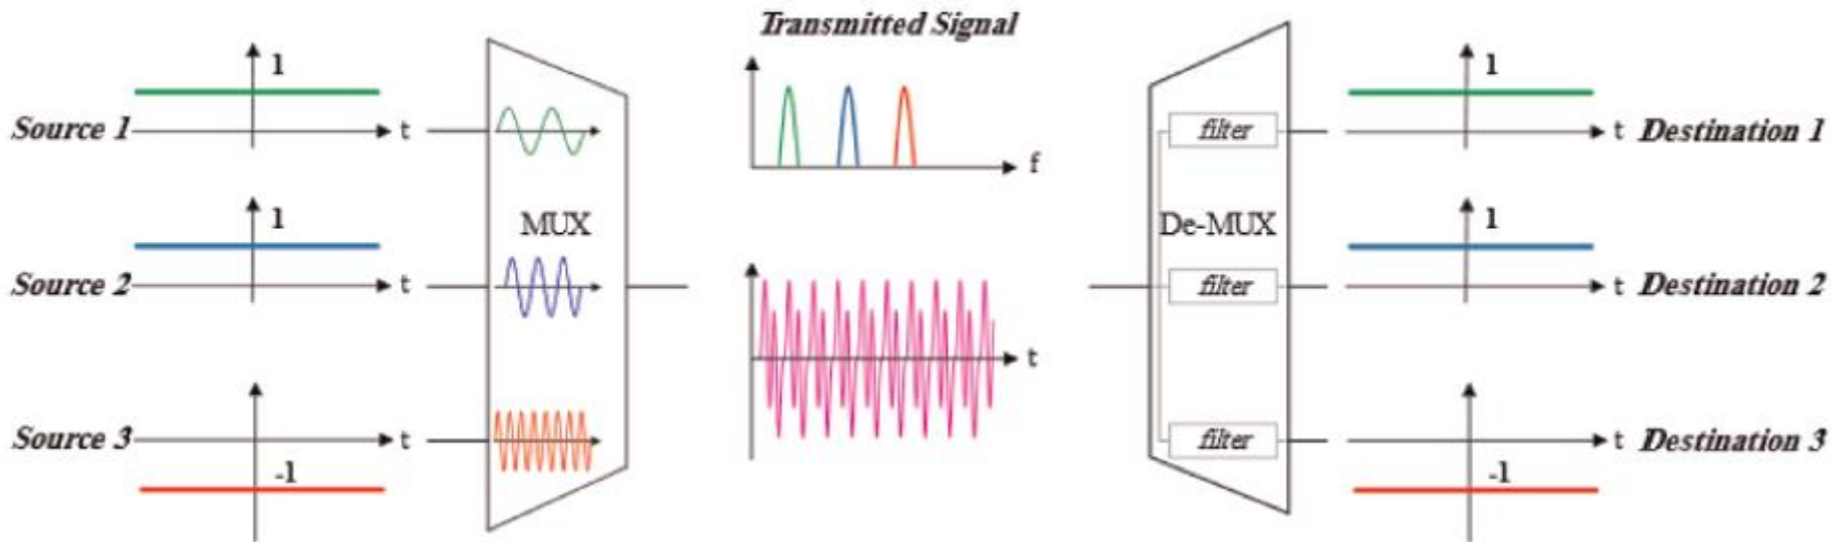 Transmitted Signal
1
Source 1
t
filter
1
t
Destination 1
f
1
Source 2
t
MUX
De-MUX
filter
1
t
Destination 2
t
Source 3
t
-1
filter
t
Destination 3
-1